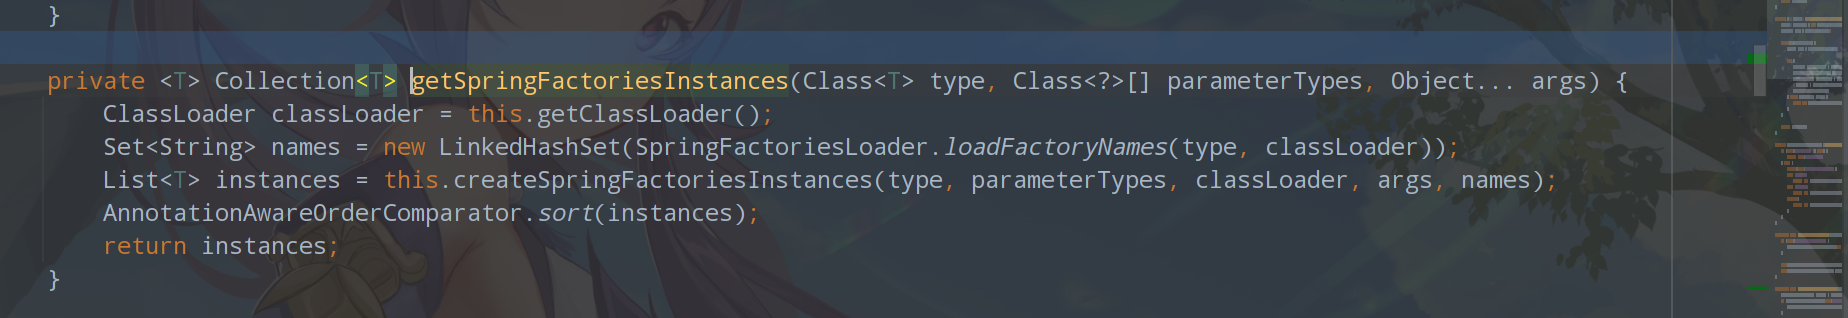 }
private <T> Collection<T> getSpringFactoriesInstances(Class<T> type, Class<?>[] parameterTypes, Object... args) {
ClassLoader classLoader = this.getClassLoader();
Set<String> names = new LinkedHashSet(SpringFactoriesLoader.loadFactoryNames(type, classLoader));
List<T> instances = this.createSpringFactoriesInstances(type, parameterTypes, classLoader, args, names);
AnnotationAwareOrderComparator.sort(instances);
return instances;
}